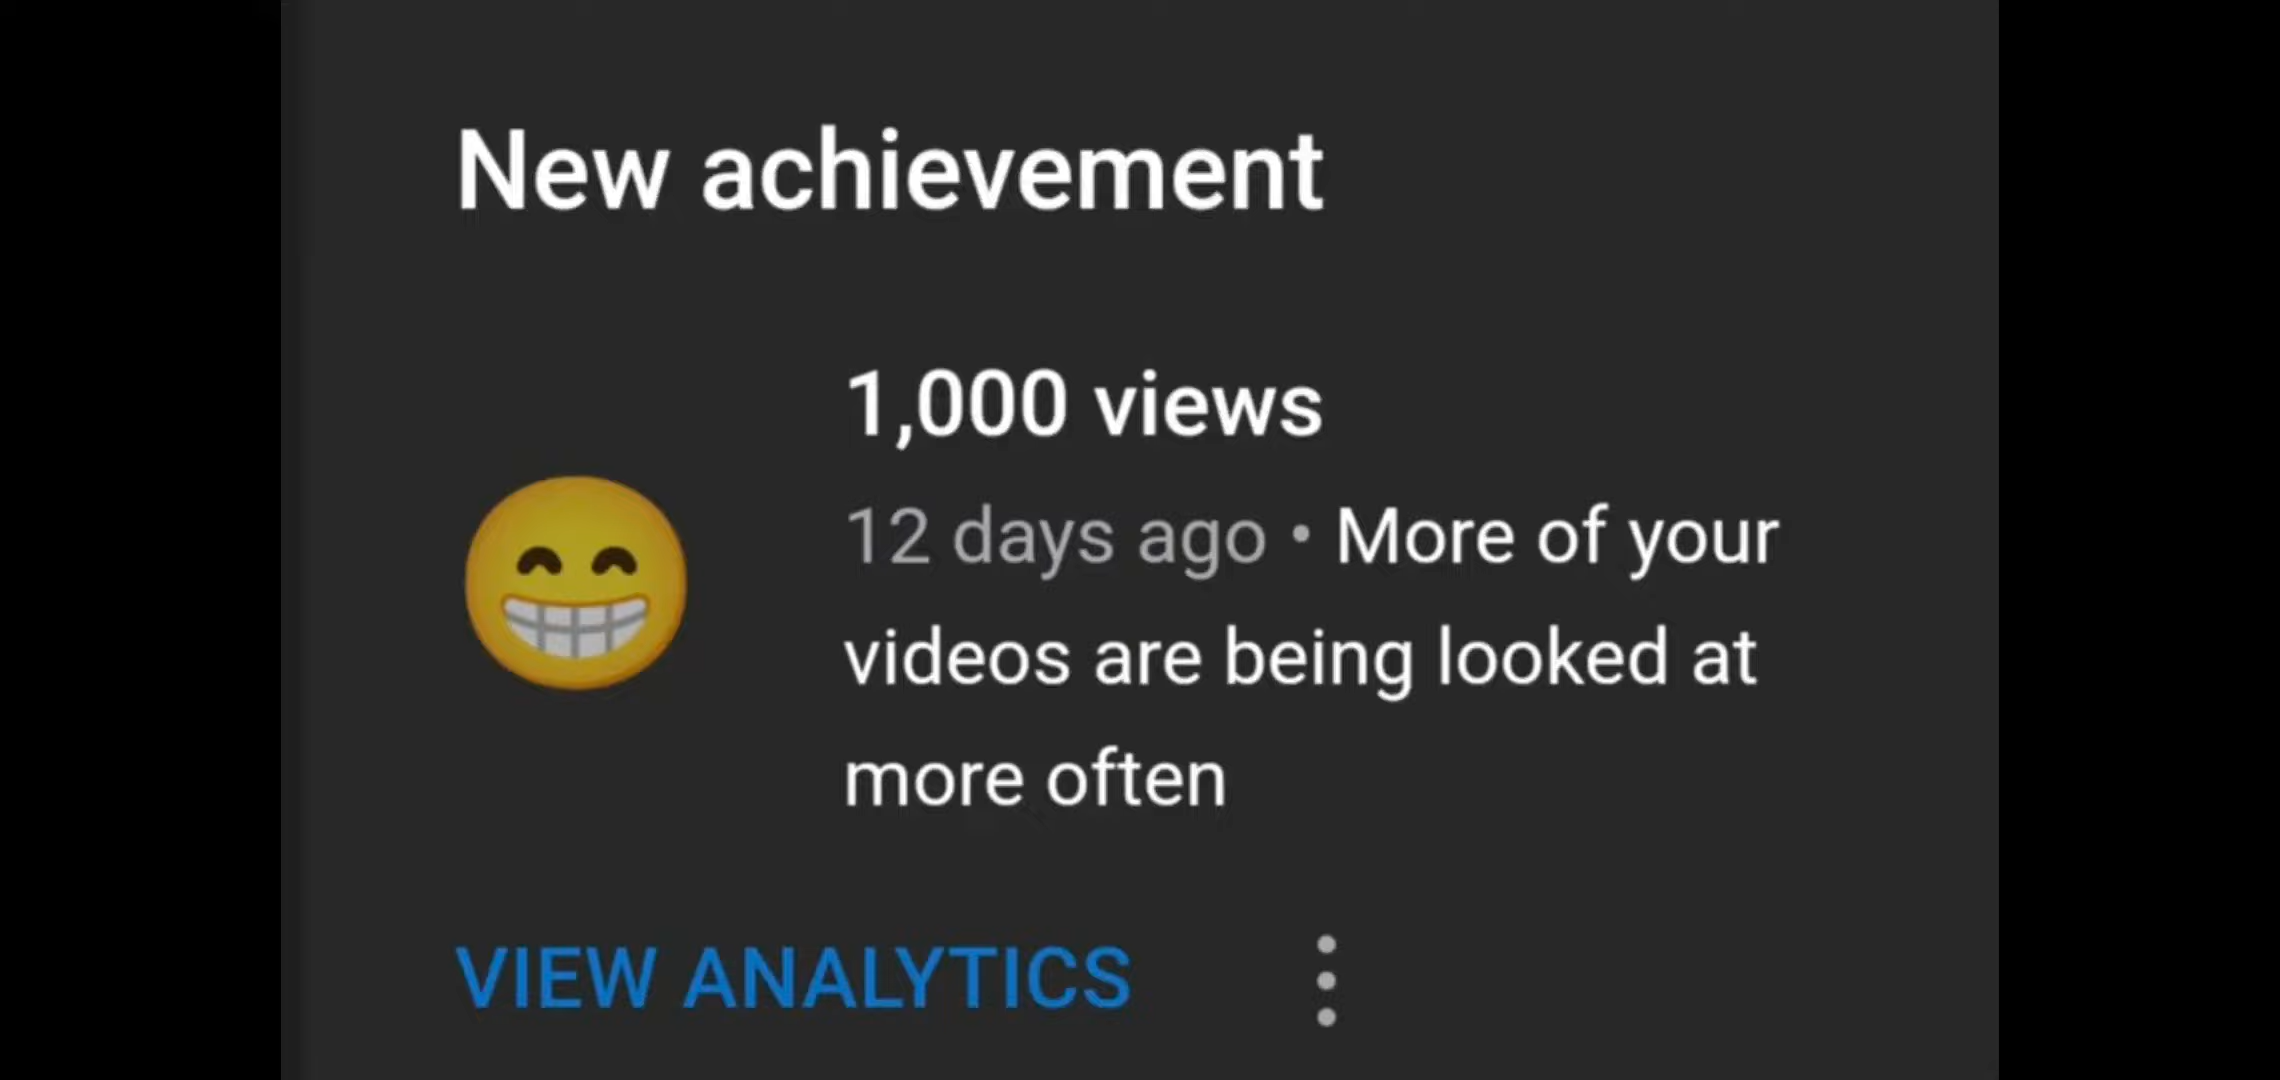 New achievement
1,000 views
12 days ago • More of your
videos are being looked at
more often
VIEW ANALYTICS